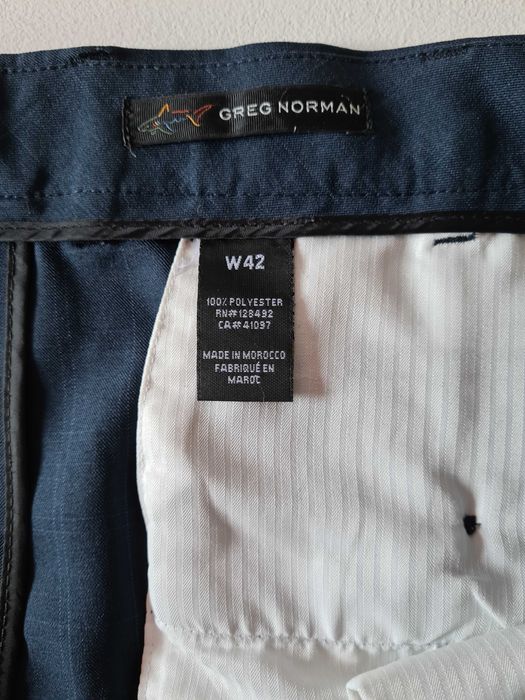 GREG NORMAN
W42
100% POLYESTER
RN#128492
CA#41097
MADE IN MOROCCO
FABRIQUÉ EN
MAROC